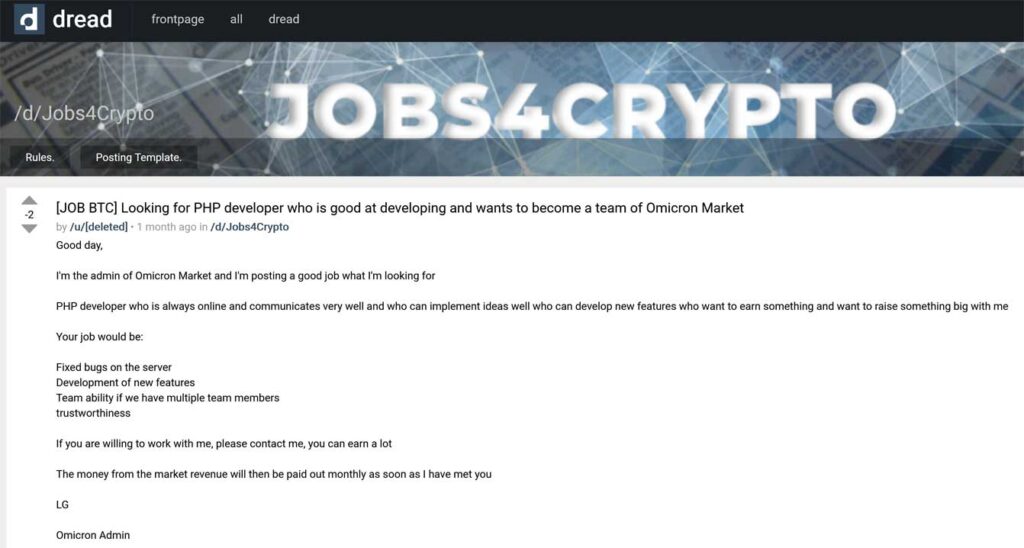 dread frontpage all dread
JOBS4CRYPTO
/d/Jobs4Crypto
Rules. Posting Template.
[JOB BTC] Looking for PHP developer who is good at developing and wants to become a team of Omicron Market
-2
by /u/[deleted] • 1 month ago in /d/Jobs4Crypto
Good day,
I'm the admin of Omicron Market and I'm posting a good job what I'm looking for
PHP developer who is always online and communicates very well and who can implement ideas well who can develop new features who want to earn something and want to raise something big with me
Your job would be:
Fixed bugs on the server
Development of new features
Team ability if we have multiple team members
trustworthiness
If you are willing to work with me, please contact me, you can earn a lot
The money from the market revenue will then be paid out monthly as soon as I have met you
LG
Omicron Admin